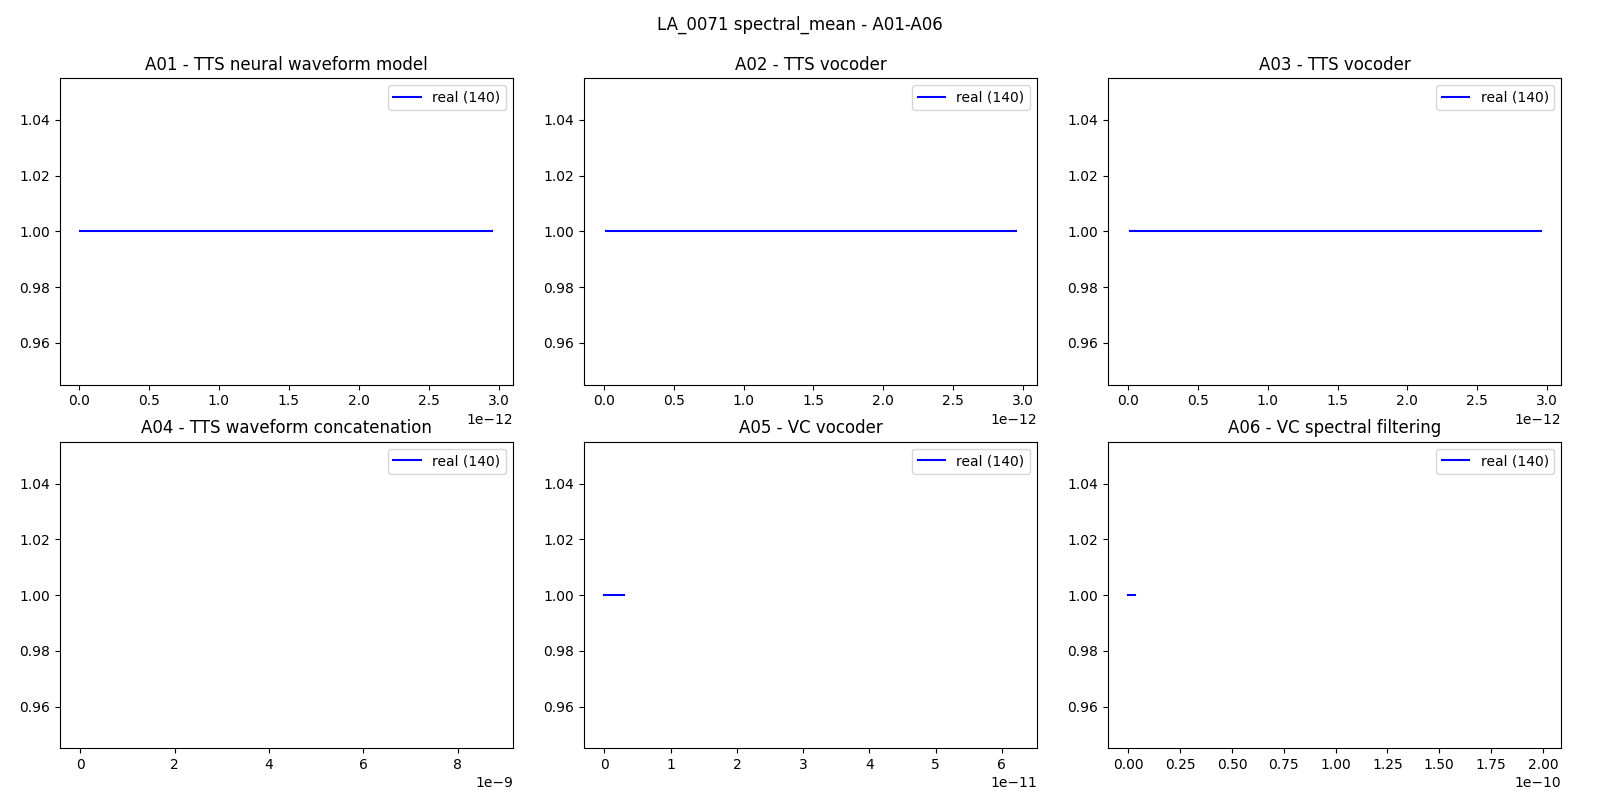 LA_0071 spectral_mean - A01-A06
A01 - TTS neural waveform model
real (140)
1.04
1.02
1.00
0.98
0.96
0.0 0.5 1.0 1.5 2.0 2.5 3.0
1e−12
A02 - TTS vocoder
real (140)
1.04
1.02
1.00
0.98
0.96
0.0 0.5 1.0 1.5 2.0 2.5 3.0
1e−12
A03 - TTS vocoder
real (140)
1.04
1.02
1.00
0.98
0.96
0.0 0.5 1.0 1.5 2.0 2.5 3.0
1e−12
A04 - TTS waveform concatenation
real (140)
1.04
1.02
1.00
0.98
0.96
0 2 4 6 8
1e−9
A05 - VC vocoder
real (140)
1.04
1.02
1.00
0.98
0.96
0 1 2 3 4 5 6
1e−11
A06 - VC spectral filtering
real (140)
1.04
1.02
1.00
0.98
0.96
0.00 0.25 0.50 0.75 1.00 1.25 1.50 1.75 2.00
1e−10